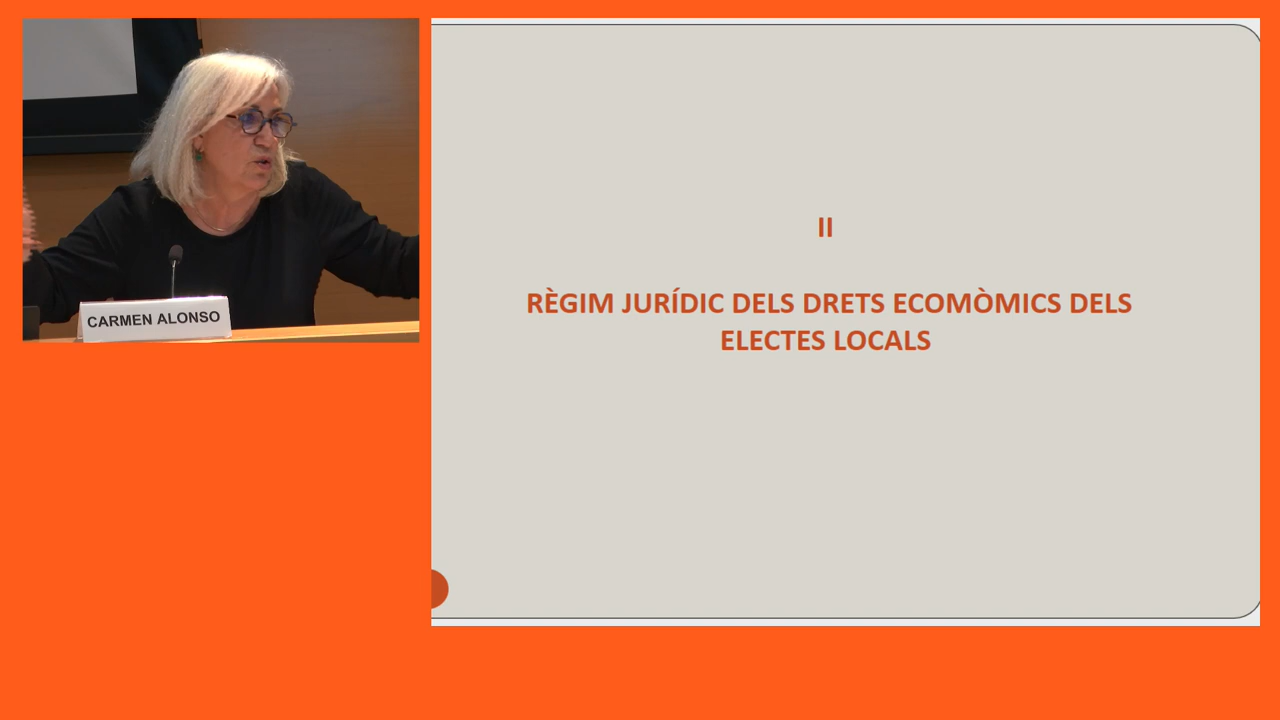 CARMEN ALONSO
II
RÈGIM JURÍDIC DELS DRETS ECOMÒMICS DELS
ELECTES LOCALS